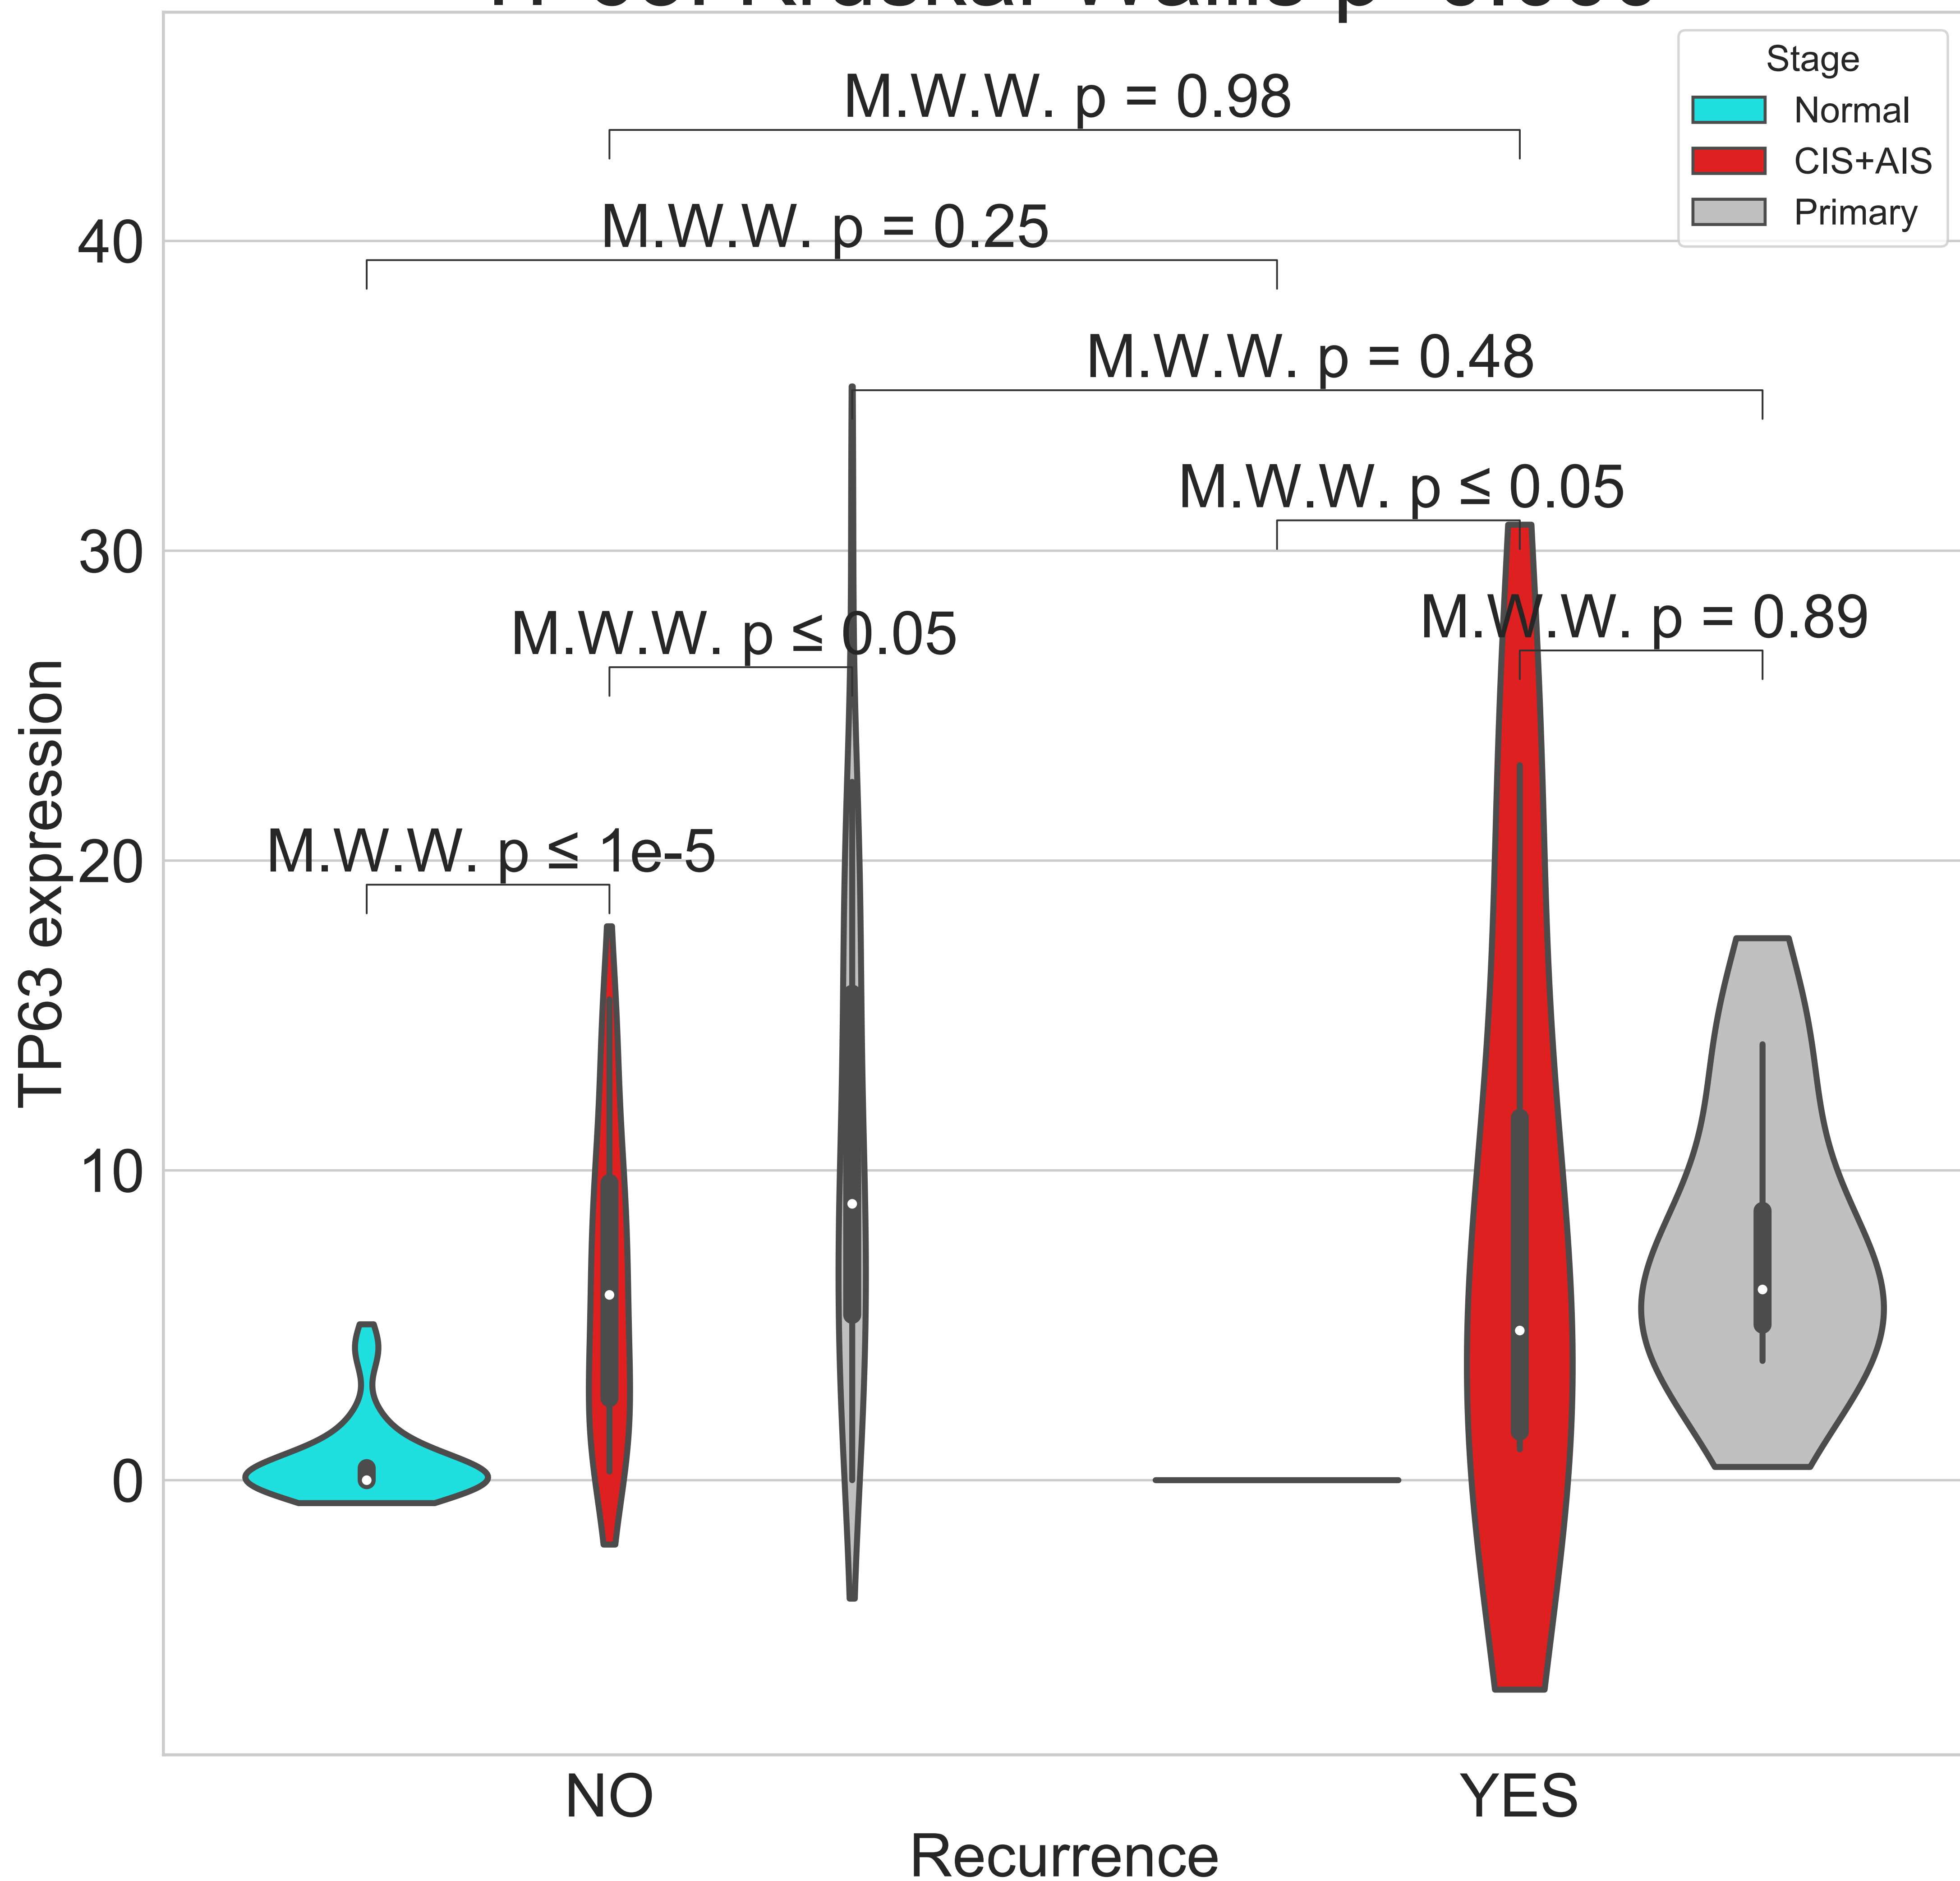 Stage
Normal
CIS+AIS
Primary
M.W.W. p = 0.98
M.W.W. p = 0.25
M.W.W. p = 0.48
M.W.W. p ≤ 0.05
M.W.W. p = 0.89
M.W.W. p ≤ 0.05
M.W.W. p ≤ 1e-5
TP63 expression
40
30
20
10
0
NO
YES
Recurrence